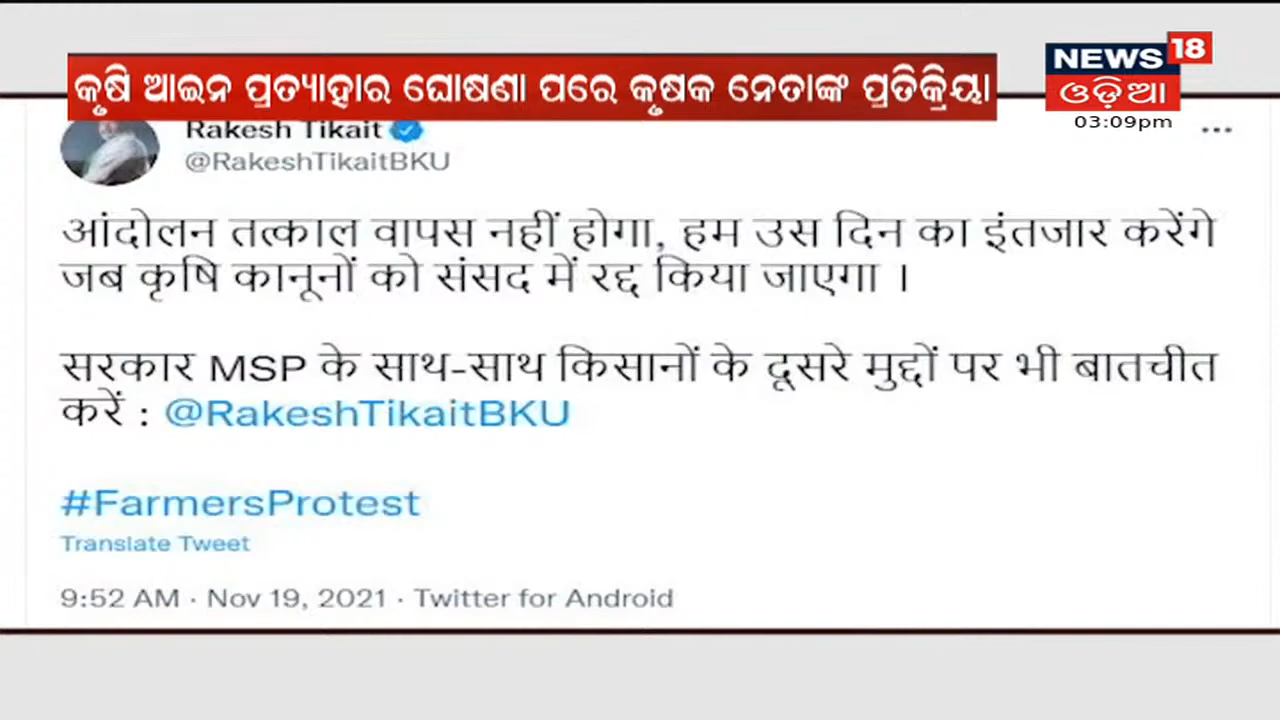 କୃଷି ଆଇନ ପ୍ରତ୍ୟାହାର ଘୋଷଣା ପରେ କୃଷକ ନେତାଙ୍କ ପ୍ରତିକ୍ରିୟା
NEWS 18
ଓଡ଼ିଆ
03:09pm
Rakesh Tikait
@RakeshTikaitBKU
आंदोलन तत्काल वापस नहीं होगा, हम उस दिन का इंतजार करेंगे
जब कृषि कानूनों को संसद में रद्द किया जाएगा ।
सरकार MSP के साथ-साथ किसानों के दूसरे मुद्दों पर भी बातचीत
करें : @RakeshTikaitBKU
#FarmersProtest
Translate Tweet
9:52 AM · Nov 19, 2021 · Twitter for Android